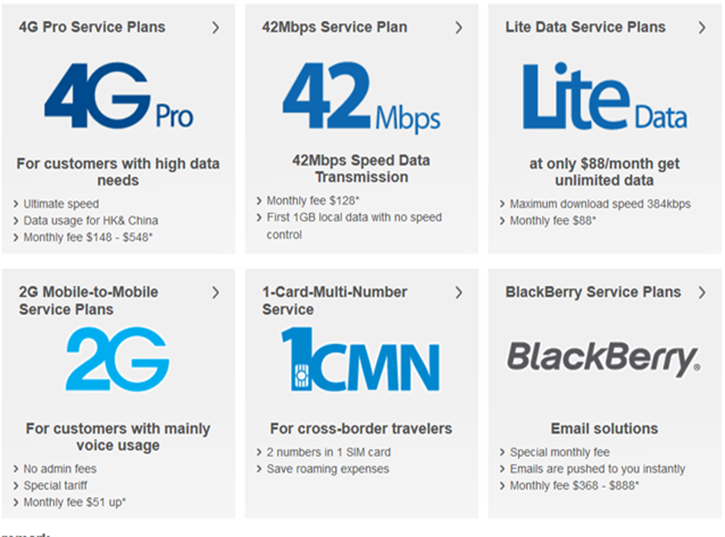 4G Pro Service Plans
4G Pro
For customers with high data
needs
Ultimate speed
Data usage for HK& China
Monthly fee $148 - $548*
42Mbps Service Plan
42 Mbps
42Mbps Speed Data
Transmission
Monthly fee $128*
First 1GB local data with no speed
control
Lite Data Service Plans
Lite Data
at only $88/month get
unlimited data
Maximum download speed 384kbps
Monthly fee $88*
2G Mobile-to-Mobile
Service Plans
2G
For customers with mainly
voice usage
No admin fees
Special tariff
Monthly fee $51 up*
1-Card-Multi-Number
Service
1CMN
For cross-border travelers
2 numbers in 1 SIM card
Save roaming expenses
BlackBerry Service Plans
BlackBerry®
Email solutions
Special monthly fee
Emails are pushed to you instantly
Monthly fee $368 - $888*